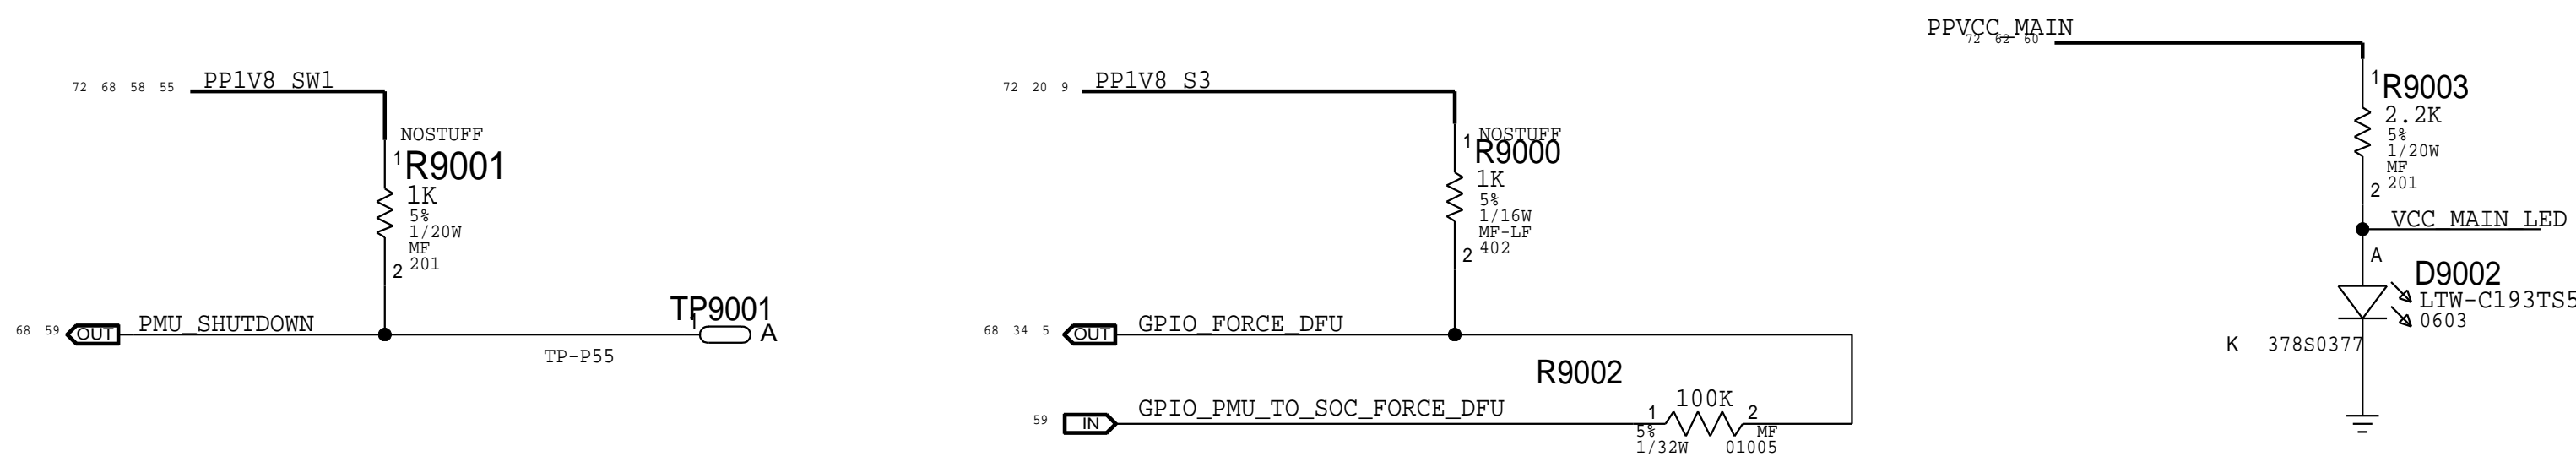 72 68 58 55 PP1V8_SW1
NOSTUFF
1 R9001
1K
5%
1/20W
MF
201
2
68 59 OUT PMU_SHUTDOWN
TP9001
1
A
TP-P55
72 20 9 PP1V8_S3
NOSTUFF
1 R9000
1K
5%
1/16W
MF-LF
402
2
68 34 5 OUT GPIO_FORCE_DFU
R9002
59 IN GPIO_PMU_TO_SOC_FORCE_DFU
100K
1 2
5% MF
1/32W 01005
PPVCC_MAIN
72 62 60
1 R9003
2.2K
5%
1/20W
MF
201
2
VCC_MAIN_LED
A
D9002
LTW-C193TS5
0603
K 378S0377